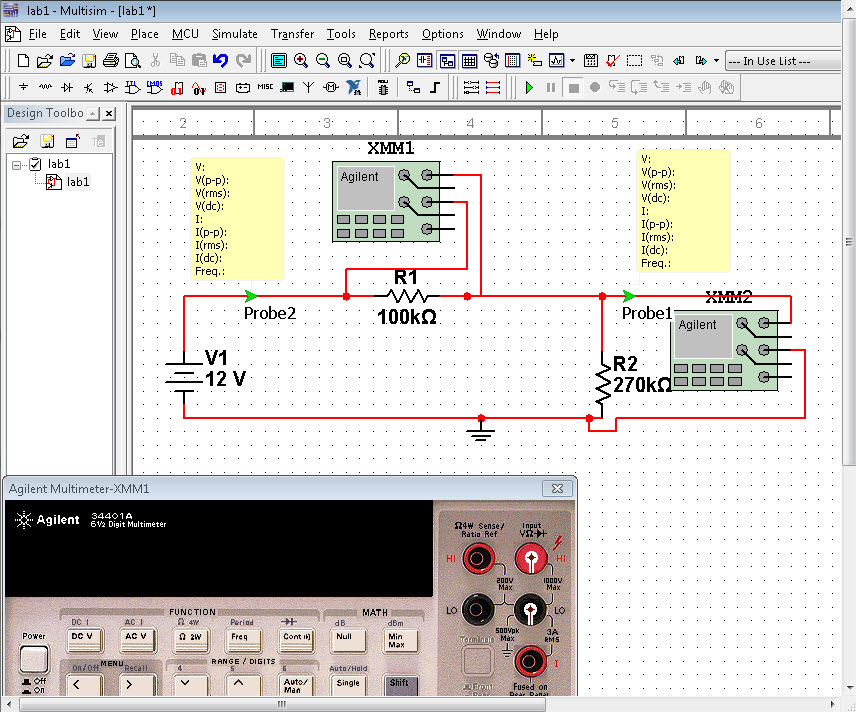 lab1 - Multisim - [lab1 *]
File Edit View Place MCU Simulate Transfer Tools Reports Options Window Help
--- In Use List ---
MISC
Design Toolbo
2 3 4 5 6
lab1
lab1
XMM1
Agilent
V:
V(p-p):
V(rms):
V(dc):
I:
I(p-p):
I(rms):
I(dc):
Freq.:
V:
V(p-p):
V(rms):
V(dc):
I:
I(p-p):
I(rms):
I(dc):
Freq.:
R1
100kΩ
Probe2
Probe1
XMM2
Agilent
V1
12 V
R2
270kΩ
Agilent Multimeter-XMM1
Agilent 34401A
6½ Digit Multimeter
Ω4W Sense/
Ratio Ref
Input
VΩ
HI HI
200V
Max
1000V
Max
LO LO
500Vpk
Max
3A
RMS
Terminals
I
Front
Fused on
Rear Panel
FUNCTION MATH
DC I AC I Ω 4W Period dB dBm
Power
DC V AC V Ω 2W Freq Cont Null Min
Max
On/Off MENU Recall RANGE / DIGITS Auto/Hold
4 5 6
Off
On
< > Auto/
Man Single Shift